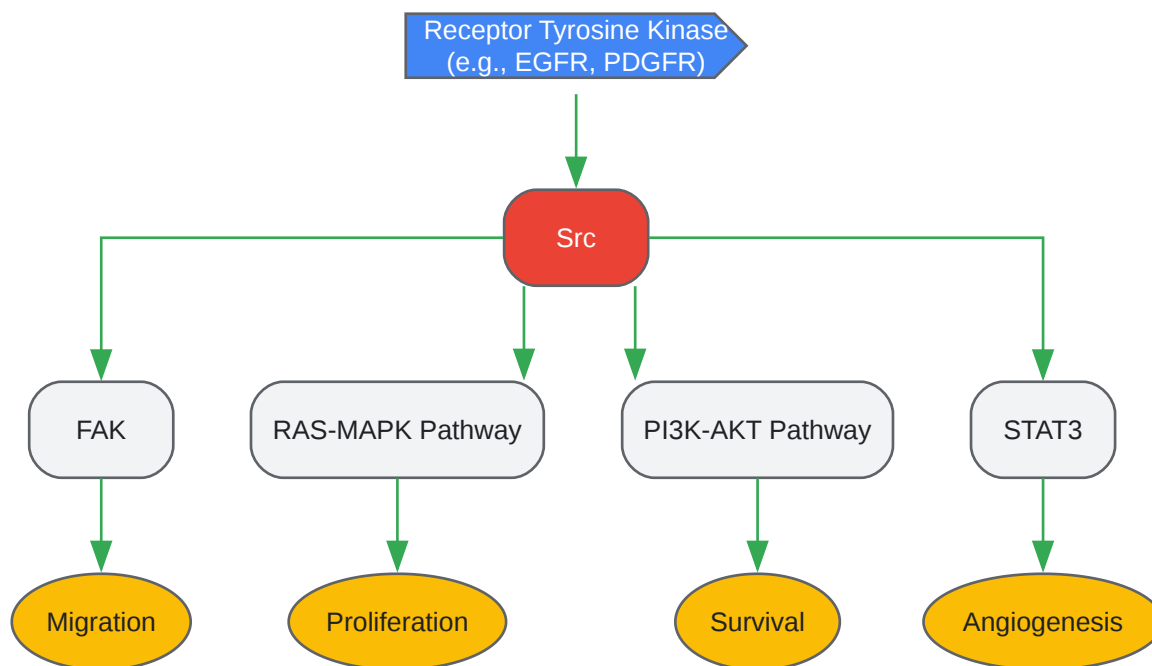 Receptor Tyrosine Kinase
(e.g., EGFR, PDGFR)
Src
FAK
RAS-MAPK Pathway
PI3K-AKT Pathway
STAT3
Migration
Proliferation
Survival
Angiogenesis